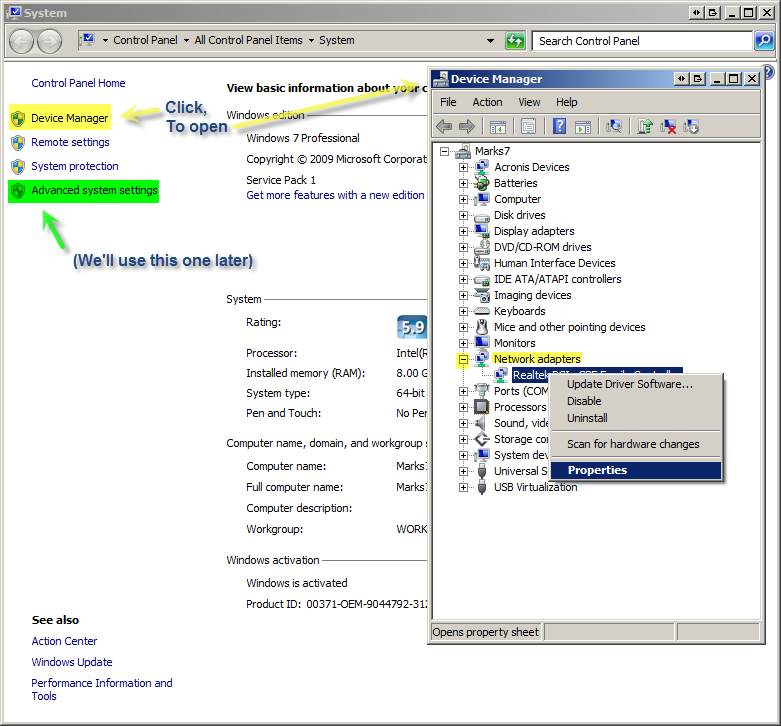 System
Control Panel
All Control Panel Items
System
Search Control Panel
Control Panel Home
Device Manager
Remote settings
System protection
Advanced system settings
Click,
To open
(We'll use this one later)
View basic information about your c
Windows edition
Windows 7 Professional
Copyright © 2009 Microsoft Corporat
Service Pack 1
Get more features with a new edition
System
Rating:
5.9
Processor:
Intel(R
Installed memory (RAM):
8.00 G
System type:
64-bit
Pen and Touch:
No Pen
Computer name, domain, and workgroup s
Computer name:
Marks7
Full computer name:
Marks7
Computer description:
Workgroup:
WORK
Windows activation
Windows is activated
Product ID: 00371-OEM-9044792-312
See also
Action Center
Windows Update
Performance Information and
Tools
Device Manager
File Action View Help
Marks7
Acronis Devices
Batteries
Computer
Disk drives
Display adapters
DVD/CD-ROM drives
Human Interface Devices
IDE ATA/ATAPI controllers
Imaging devices
Keyboards
Mice and other pointing devices
Monitors
Network adapters
Realtek
Ports (COM
Processors
Sound, vide
Storage co
System dev
Universal S
USB Virtualization
Update Driver Software...
Disable
Uninstall
Scan for hardware changes
Properties
Opens property sheet